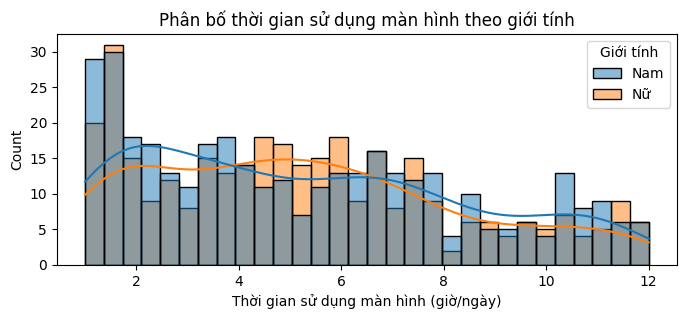 Phân bố thời gian sử dụng màn hình theo giới tính
Giới tính
Nam
Nữ
Count
30
25
20
15
10
5
0
2
4
6
8
10
12
Thời gian sử dụng màn hình (giờ/ngày)